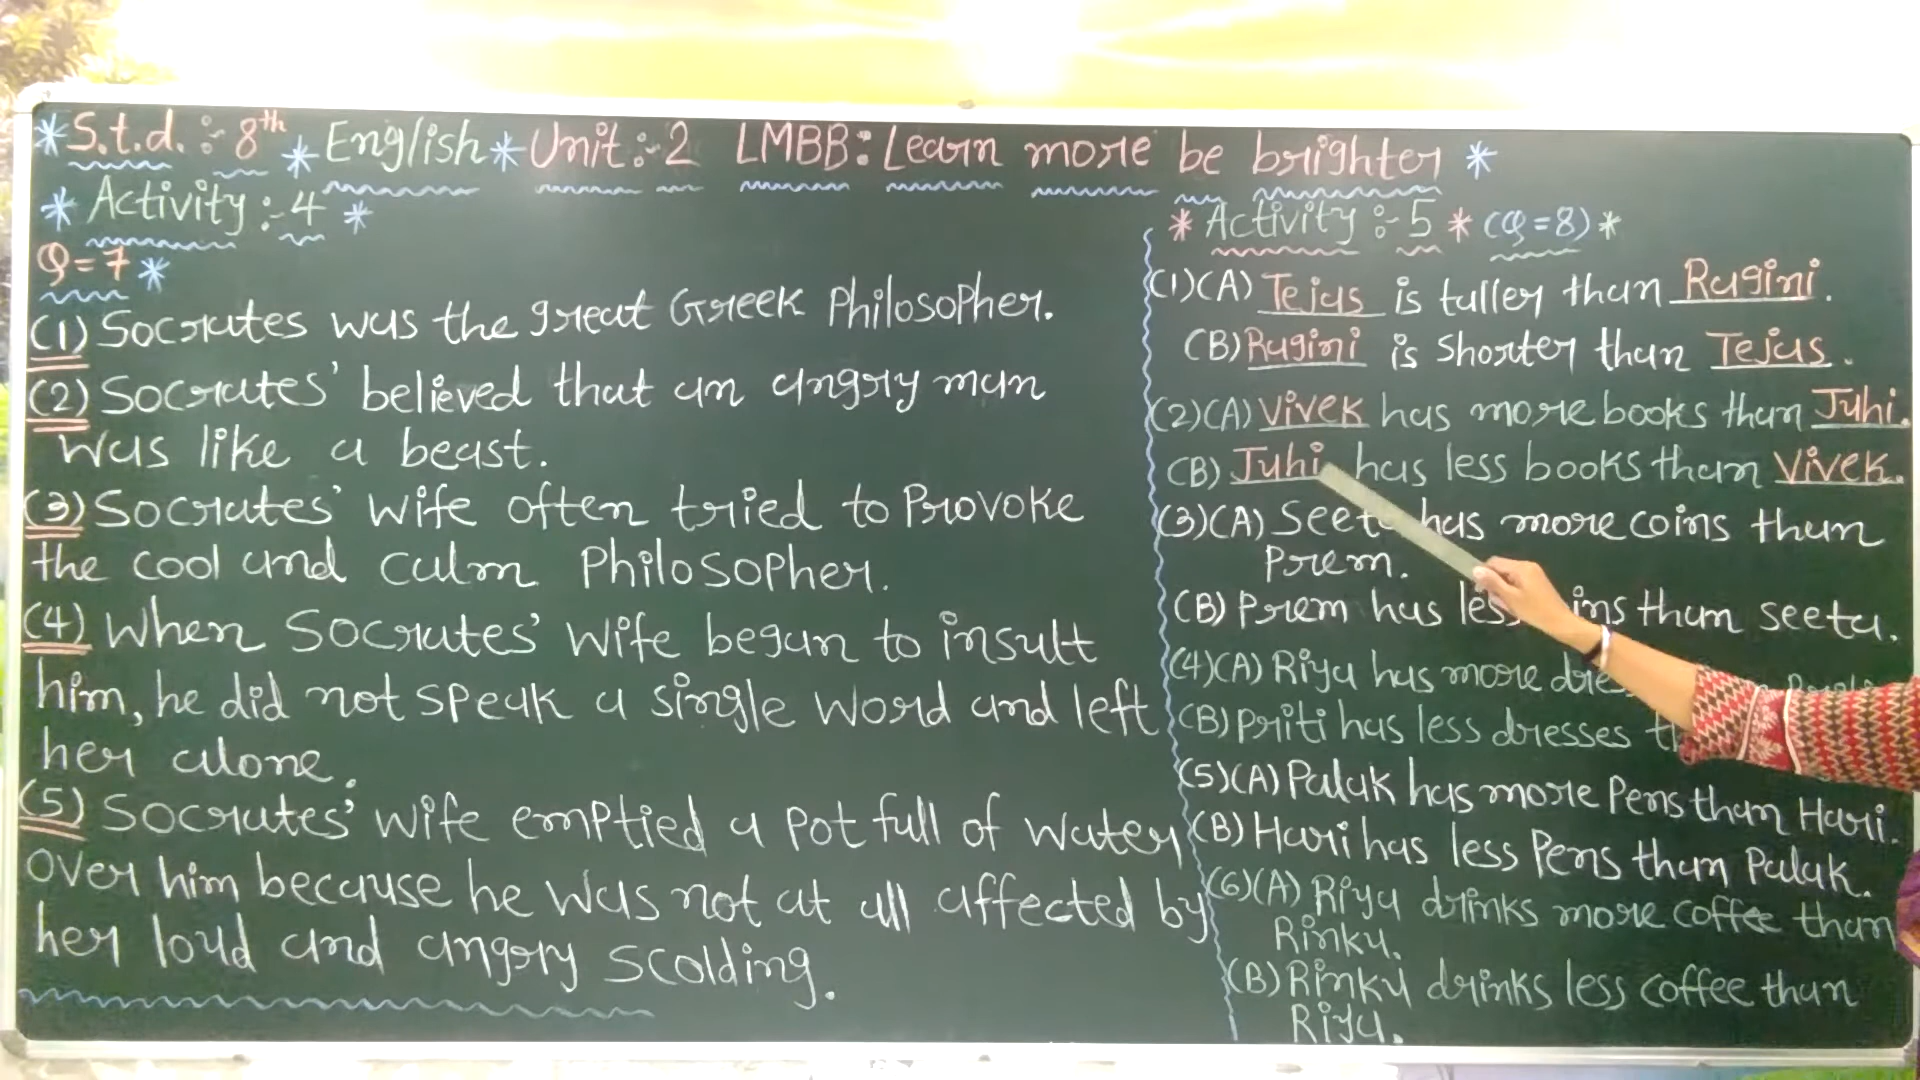 *S.t.d. :- 8th * English * Unit :- 2 LMBB: Learn more be brighter *
* Activity :- 4 *
Q = 7 *
(1) Socrates was the great Greek Philosopher.
(2) Socrates' believed that an angry man
was like a beast.
(3) Socrates' wife often tried to Provoke
the cool and calm Philosopher.
(4) When Socrates' wife began to insult
him, he did not speak a single word and left
her alone.
(5) Socrates' wife emptied a pot full of water
over him because he was not at all affected by
her loud and angry scolding.
* Activity :- 5 * (Q = 8) *
(1)(A) Tejas is taller than Ragini.
(B) Ragini is shorter than Tejas.
(2)(A) Vivek has more books than Juhi.
(B) Juhi has less books than Vivek.
(3)(A) Seeta has more coins than
Prem.
(B) Prem has less than seeta.
(4)(A) Riya has more
(B) Priti has less dresses
(5)(A) Palak has more Pens than Hari.
(B) Hari has less Pens than Palak.
(6)(A) Riya drinks more coffee than
Rinku.
(B) Rinku drinks less coffee than
Riya.